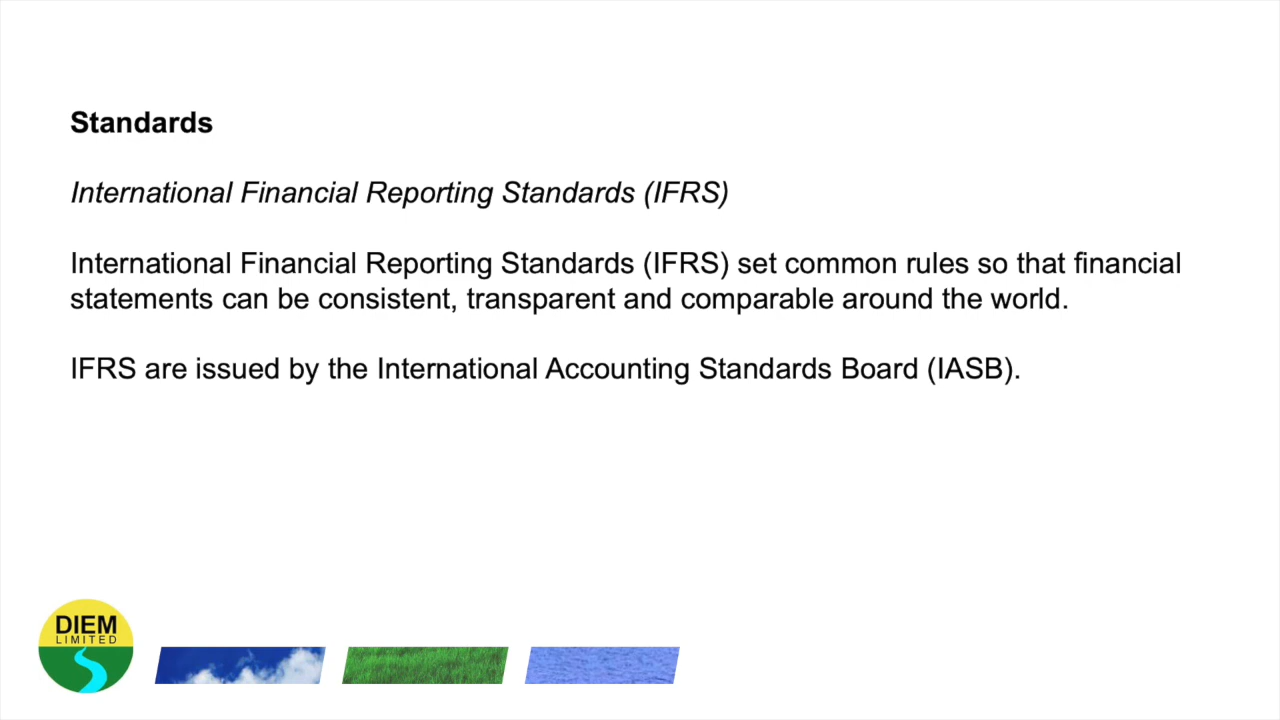 Standards
International Financial Reporting Standards (IFRS)
International Financial Reporting Standards (IFRS) set common rules so that financial
statements can be consistent, transparent and comparable around the world.
IFRS are issued by the International Accounting Standards Board (IASB).
DIEM
LIMITED